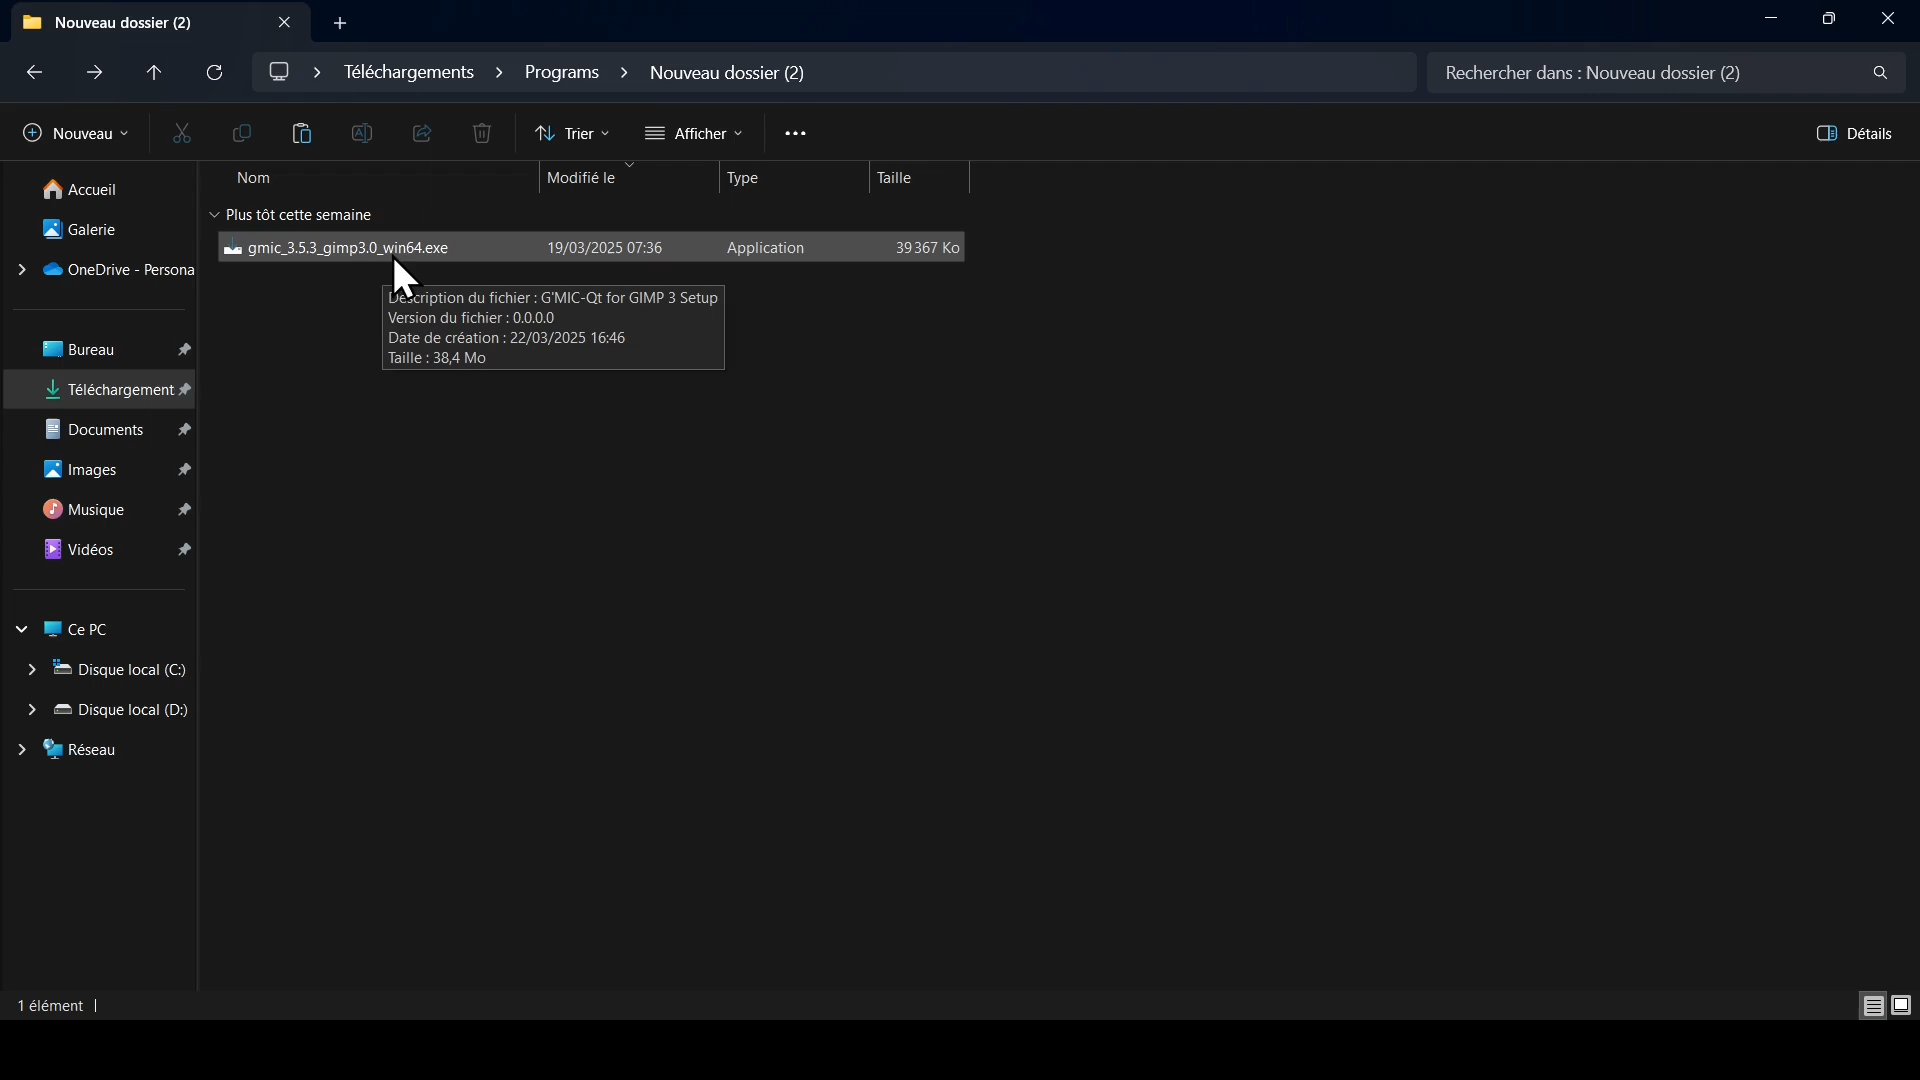 Nouveau dossier (2)
Téléchargements > Programs > Nouveau dossier (2)
Rechercher dans : Nouveau dossier (2)
Nouveau
Trier
Afficher
Détails
Nom Modifié le Type Taille
Plus tôt cette semaine
gmic_3.5.3_gimp3.0_win64.exe 19/03/2025 07:36 Application 39 367 Ko
Description du fichier : G'MIC-Qt for GIMP 3 Setup
Version du fichier : 0.0.0.0
Date de création : 22/03/2025 16:46
Taille : 38,4 Mo
Accueil
Galerie
OneDrive - Persona
Bureau
Téléchargement
Documents
Images
Musique
Vidéos
Ce PC
Disque local (C:)
Disque local (D:)
Réseau
1 élément